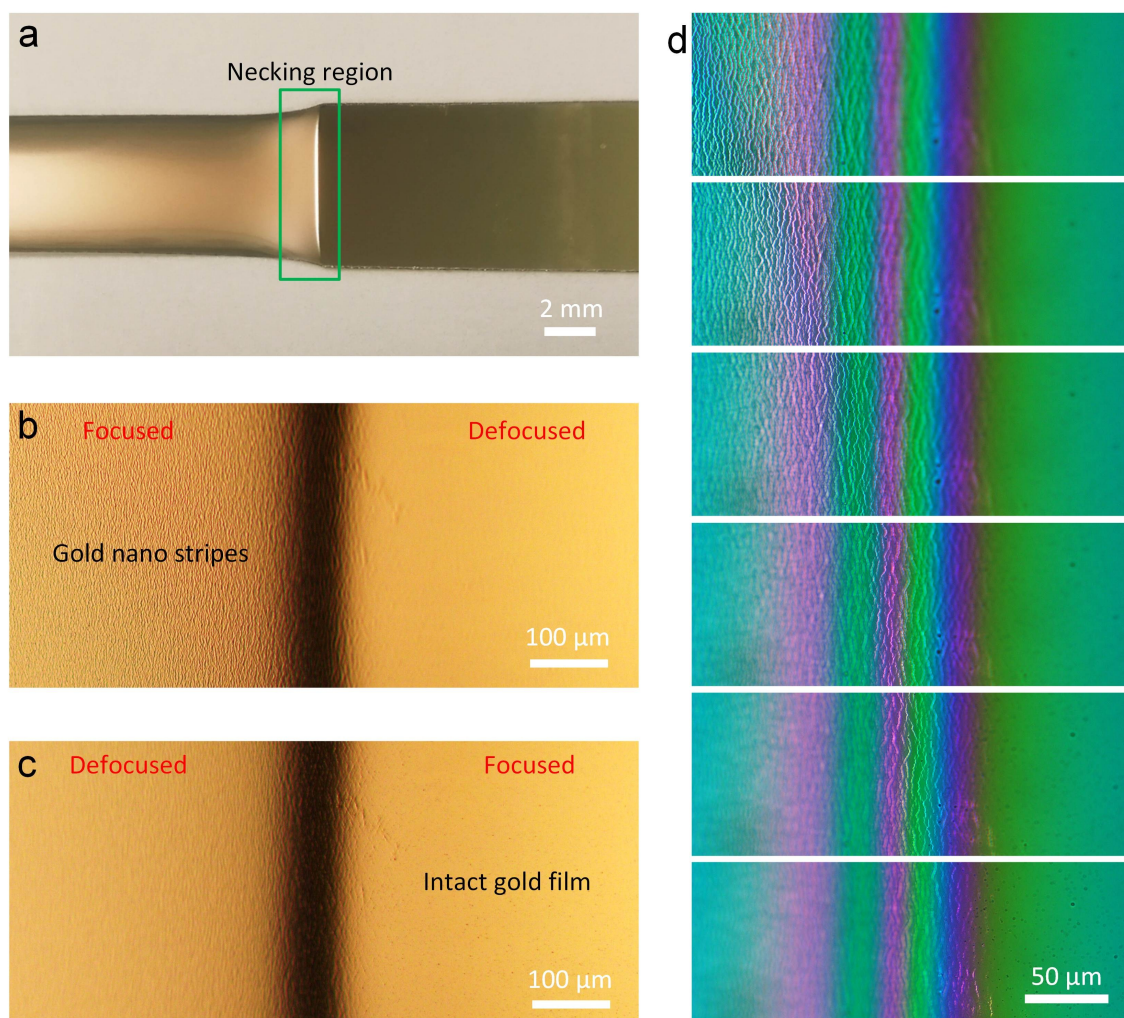 a
Necking region
2 mm
b
Focused
Defocused
Gold nano stripes
100 µm
c
Defocused
Focused
Intact gold film
100 µm
d
50 µm